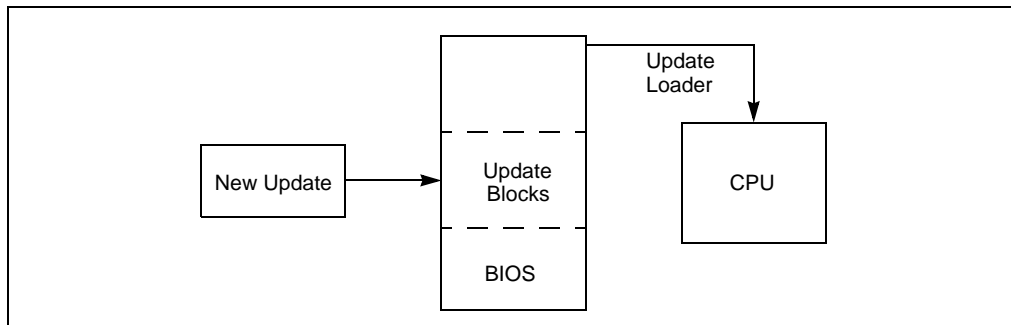 Update
Loader
New Update
Update
Blocks
CPU
BIOS